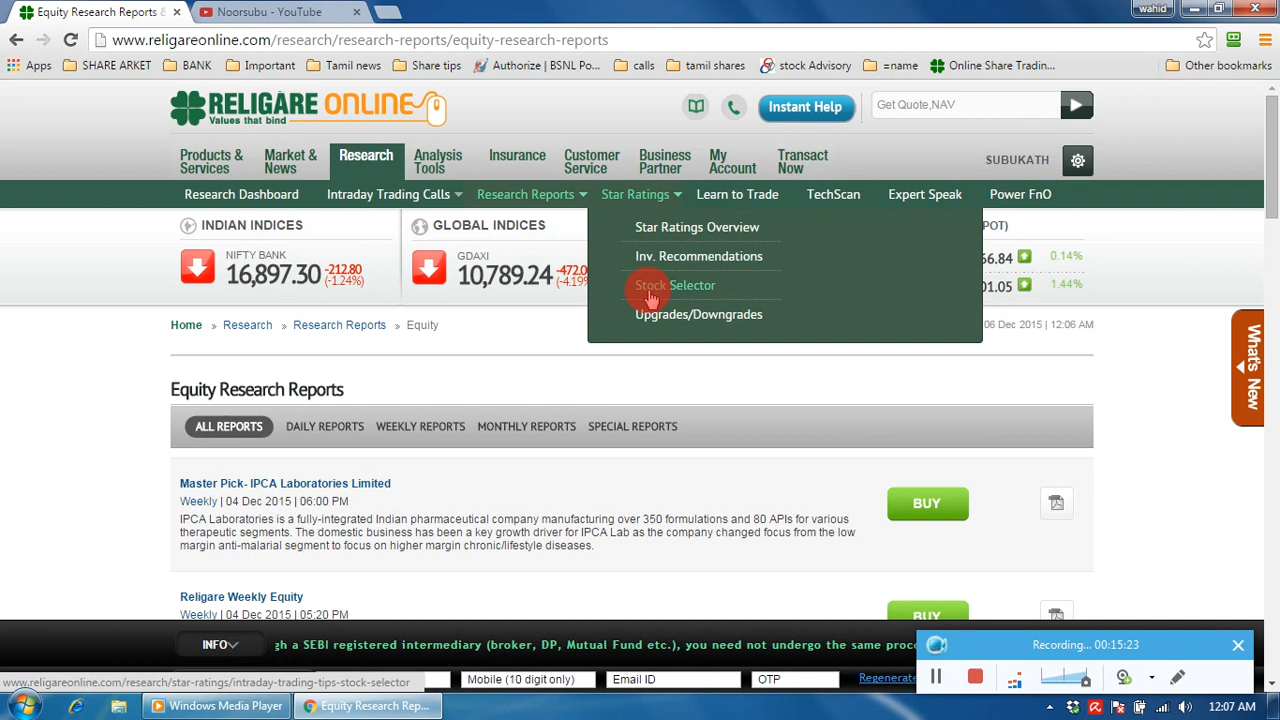 Equity Research Reports &
Noorsubu - YouTube
wahid
www.religareonline.com/research/research-reports/equity-research-reports
Apps SHARE ARKET BANK Important Tamil news Share tips Authorize | BSNL Po... calls tamil shares stock Advisory =name Online Share Tradin... Other bookmarks
RELIGARE ONLINE
Values that bind
Instant Help
Get Quote,NAV
Products & Services
Market & News
Research
Analysis Tools
Insurance
Customer Service
Business Partner
My Account
Transact Now
SUBUKATH
Research Dashboard Intraday Trading Calls Research Reports Star Ratings Learn to Trade TechScan Expert Speak Power FnO
INDIAN INDICES
NIFTY BANK
16,897.30 -212.80
(-1.24%)
GLOBAL INDICES
GDAXI
10,789.24 -472.0
(-4.19%
Star Ratings Overview
Inv. Recommendations
Stock Selector
Upgrades/Downgrades
POT)
66.84 0.14%
01.05 1.44%
Home Research Research Reports Equity
06 Dec 2015 | 12:06 AM
What's New
Equity Research Reports
ALL REPORTS DAILY REPORTS WEEKLY REPORTS MONTHLY REPORTS SPECIAL REPORTS
Master Pick- IPCA Laboratories Limited
Weekly | 04 Dec 2015 | 06:00 PM
IPCA Laboratories is a fully-integrated Indian pharmaceutical company manufacturing over 350 formulations and 80 APIs for various
therapeutic segments. The domestic business has been a key growth driver for IPCA Lab as the company changed focus from the low
margin anti-malarial segment to focus on higher margin chronic/lifestyle diseases.
BUY
Religare Weekly Equity
Weekly | 04 Dec 2015 | 05:20 PM
BUY
INFO
gh a SEBI registered intermediary (broker, DP, Mutual Fund etc.), you need not undergo the same proce
Recording... 00:15:23
www.religareonline.com/research/star-ratings/intraday-trading-tips-stock-selector
Mobile (10 digit only) Email ID OTP Regenerate
Windows Media Player
Equity Research Rep...
12:07 AM